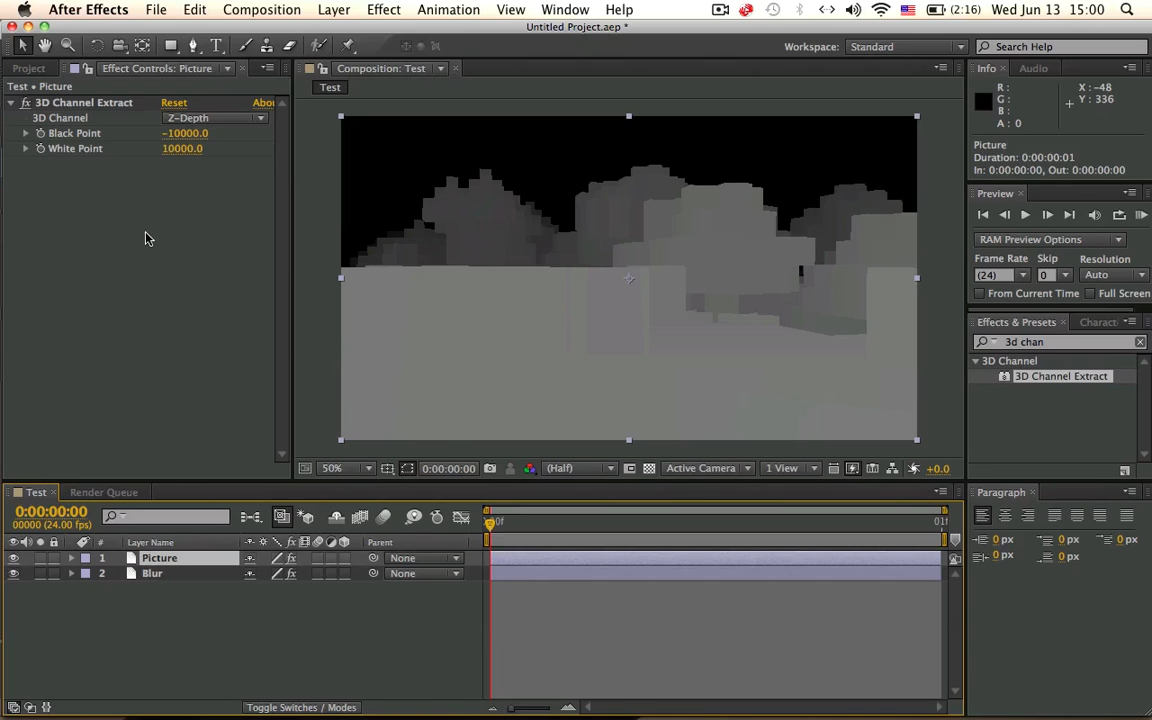 After Effects File Edit Composition Layer Effect Animation View Window Help (2:16) Wed Jun 13 15:00
Untitled Project.aep *
Workspace: Standard Search Help
Project Effect Controls: Picture Composition: Test Info Audio
Test • Picture
Test
R: X: -48
G: Y: 336
B:
A: 0
fx 3D Channel Extract Reset Abou
3D Channel Z-Depth
Black Point -10000.0
White Point 10000.0
Picture
Duration: 0:00:00:01
In: 0:00:00:00, Out: 0:00:00:00
Preview
RAM Preview Options
Frame Rate Skip Resolution
(24) 0 Auto
From Current Time Full Screen
Effects & Presets Charact
3d chan
3D Channel
3D Channel Extract
50% 0:00:00:00 (Half) Active Camera 1 View +0.0
Test Render Queue
Paragraph
0:00:00:00
00000 (24.00 fps)
01f
# Layer Name fx Parent
1 Picture fx None
2 Blur fx None
0 px 0 px 0 px
0 px 0 px
Toggle Switches / Modes